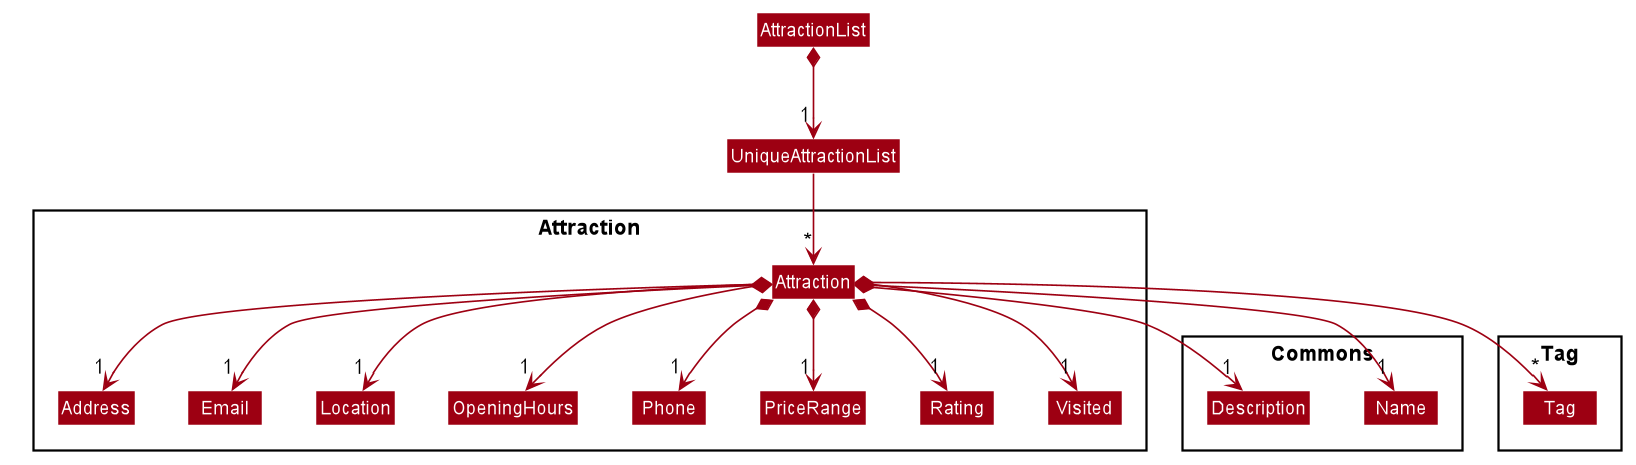 AttractionList
1
UniqueAttractionList
Attraction
*
Attraction
Commons
Tag
1 1 1 1 1 1 1 1 1 1 *
Address Email Location OpeningHours Phone PriceRange Rating Visited Description Name Tag